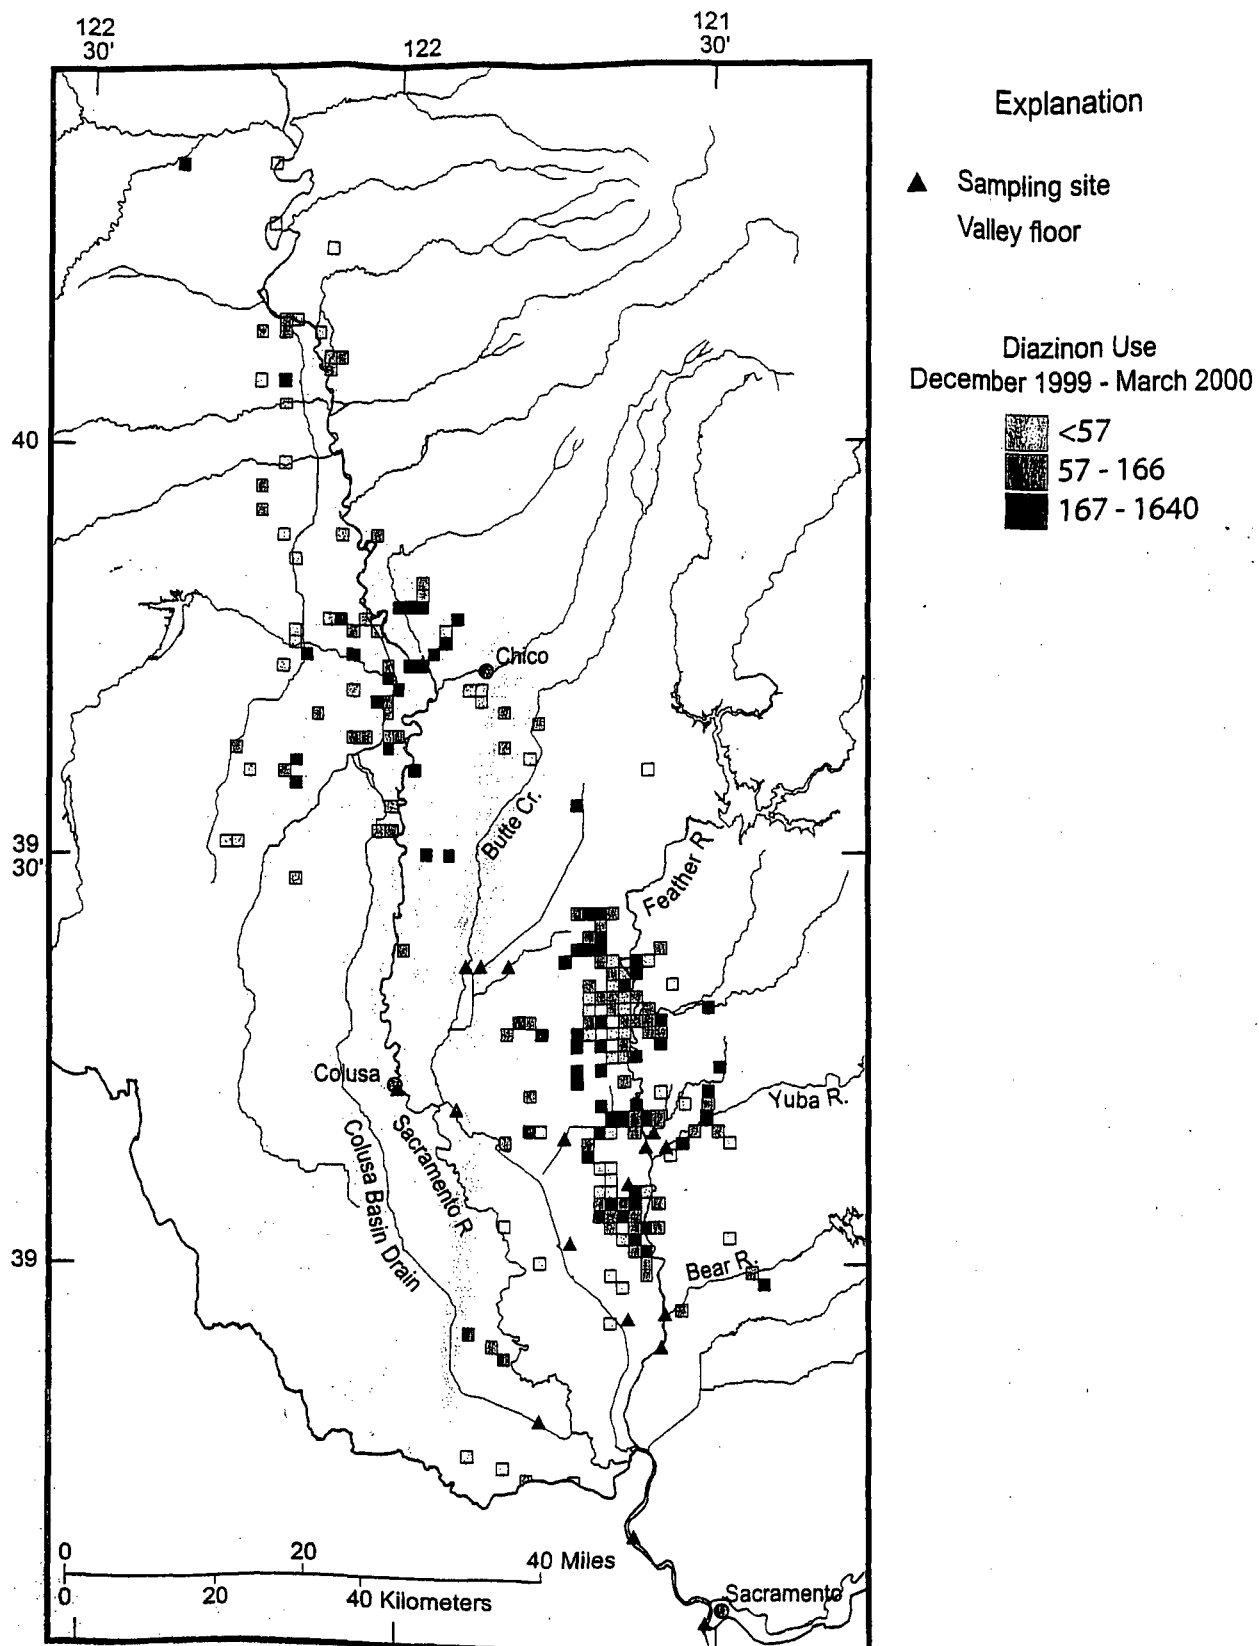 122
30'
122
121
30'
Explanation
Sampling site
Valley floor
Diazinon Use
December 1999 - March 2000
<57
57 - 166
167 - 1640
40
Chico
Butte Cr.
39
30'
Feather R
Colusa
Yuba R.
Sacramento R
Colusa Basin Drain
39
Bear R.
0
20
40 Miles
0
20
40 Kilometers
Sacramento